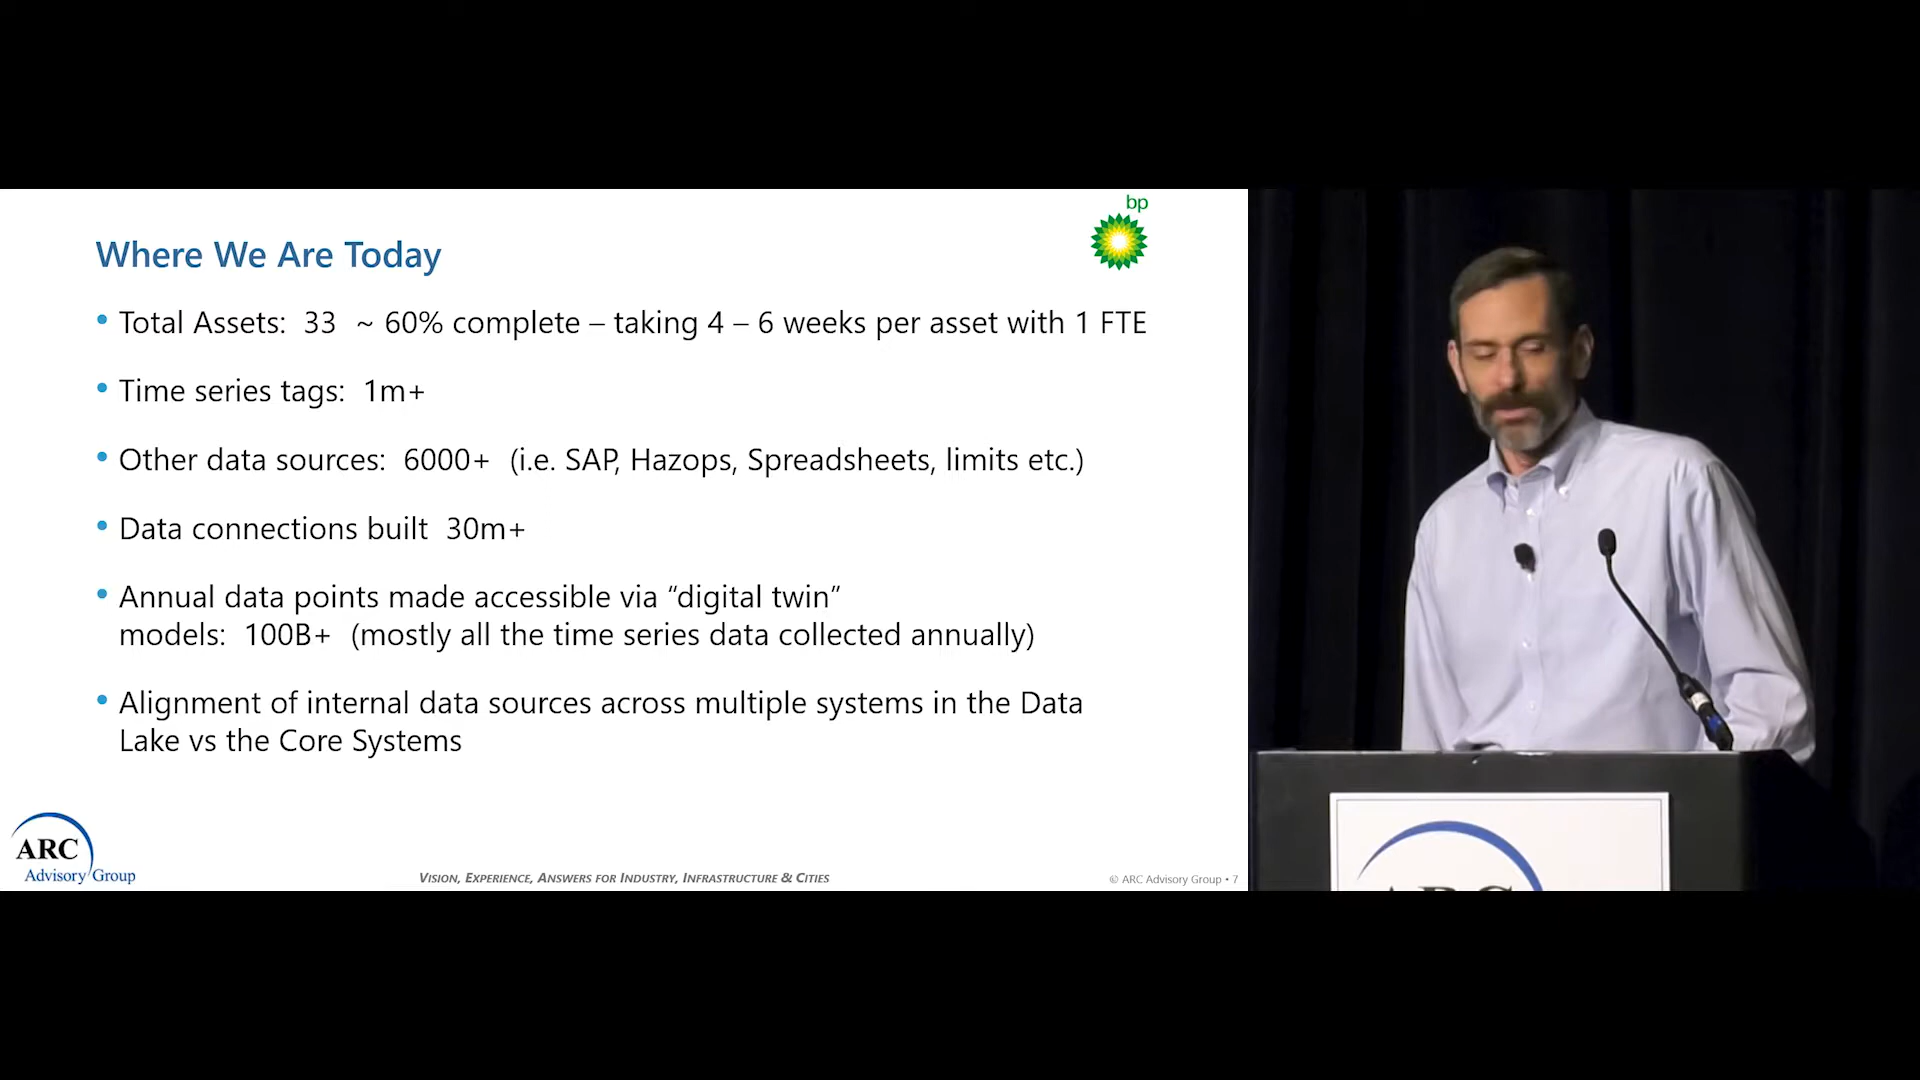 bp
Where We Are Today
• Total Assets:  33  ~ 60% complete – taking 4 – 6 weeks per asset with 1 FTE
• Time series tags:  1m+
• Other data sources:  6000+  (i.e. SAP, Hazops, Spreadsheets, limits etc.)
• Data connections built  30m+
• Annual data points made accessible via “digital twin”
models:  100B+  (mostly all the time series data collected annually)
• Alignment of internal data sources across multiple systems in the Data
Lake vs the Core Systems
ARC
Advisory Group
VISION, EXPERIENCE, ANSWERS FOR INDUSTRY, INFRASTRUCTURE & CITIES
© ARC Advisory Group • 7
ARC